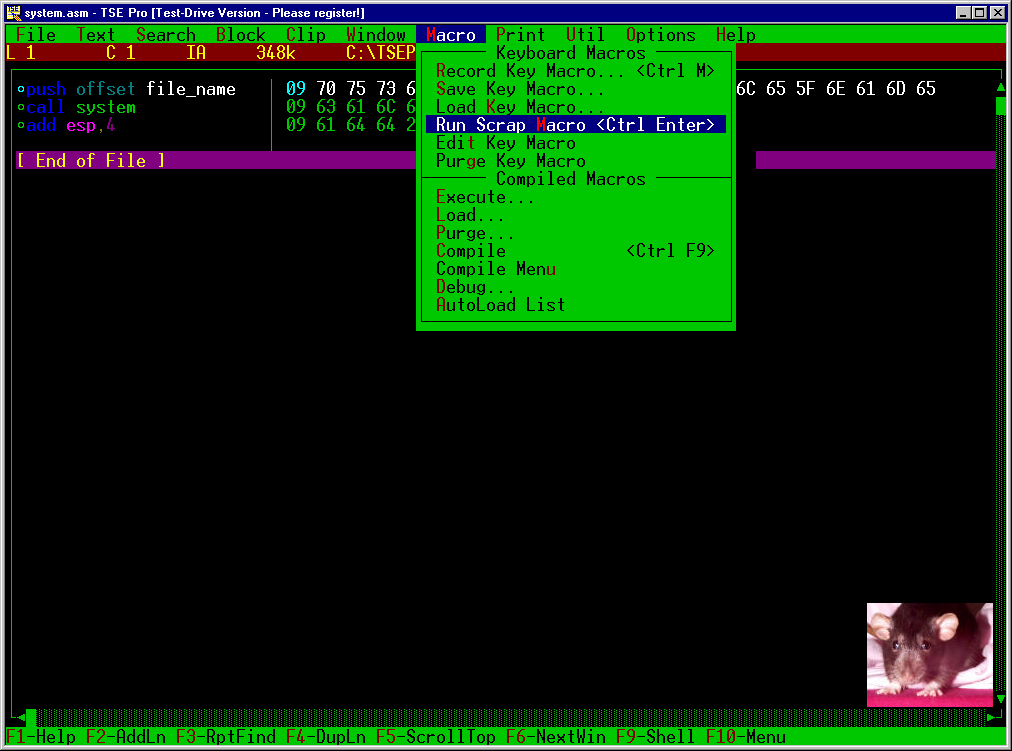 system.asm - TSE Pro [Test-Drive Version - Please register!]
File Text Search Block Clip Window Macro Print Util Options Help
L 1 C 1 IA 348k C:\TSEP
Keyboard Macros
Record Key Macro... <Ctrl M>
Save Key Macro...
Load Key Macro...
Run Scrap Macro <Ctrl Enter>
Edit Key Macro
Purge Key Macro
Compiled Macros
Execute...
Load...
Purge...
Compile <Ctrl F9>
Compile Menu
Debug...
AutoLoad List
push offset file_name 09 70 75 73 6 6C 65 5F 6E 61 6D 65
call system 09 63 61 6C 6
add esp,4 09 61 64 64 2
[ End of File ]
F1-Help F2-AddLn F3-RptFind F4-DupLn F5-ScrollTop F6-NextWin F9-Shell F10-Menu